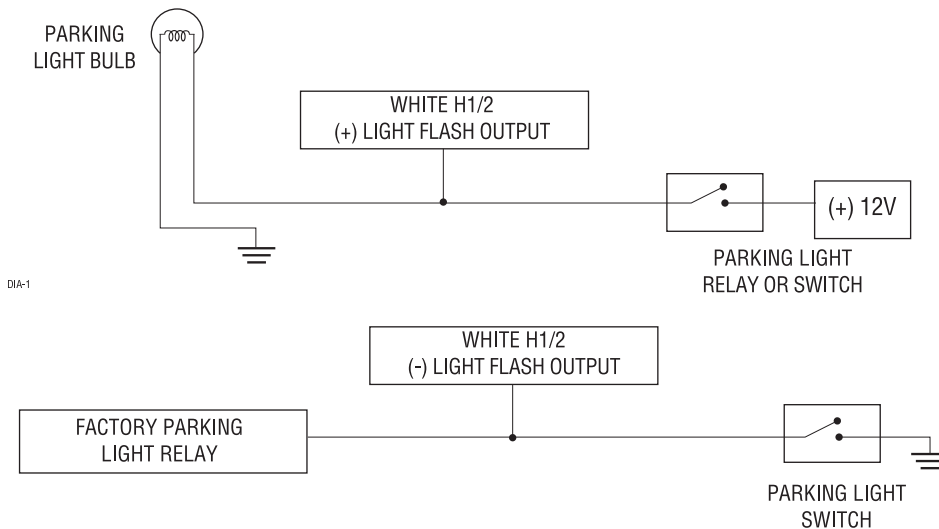 PARKING
LIGHT BULB
WHITE H1/2
(+) LIGHT FLASH OUTPUT
(+) 12V
PARKING LIGHT
RELAY OR SWITCH
DIA-1
WHITE H1/2
(-) LIGHT FLASH OUTPUT
FACTORY PARKING
LIGHT RELAY
PARKING LIGHT
SWITCH